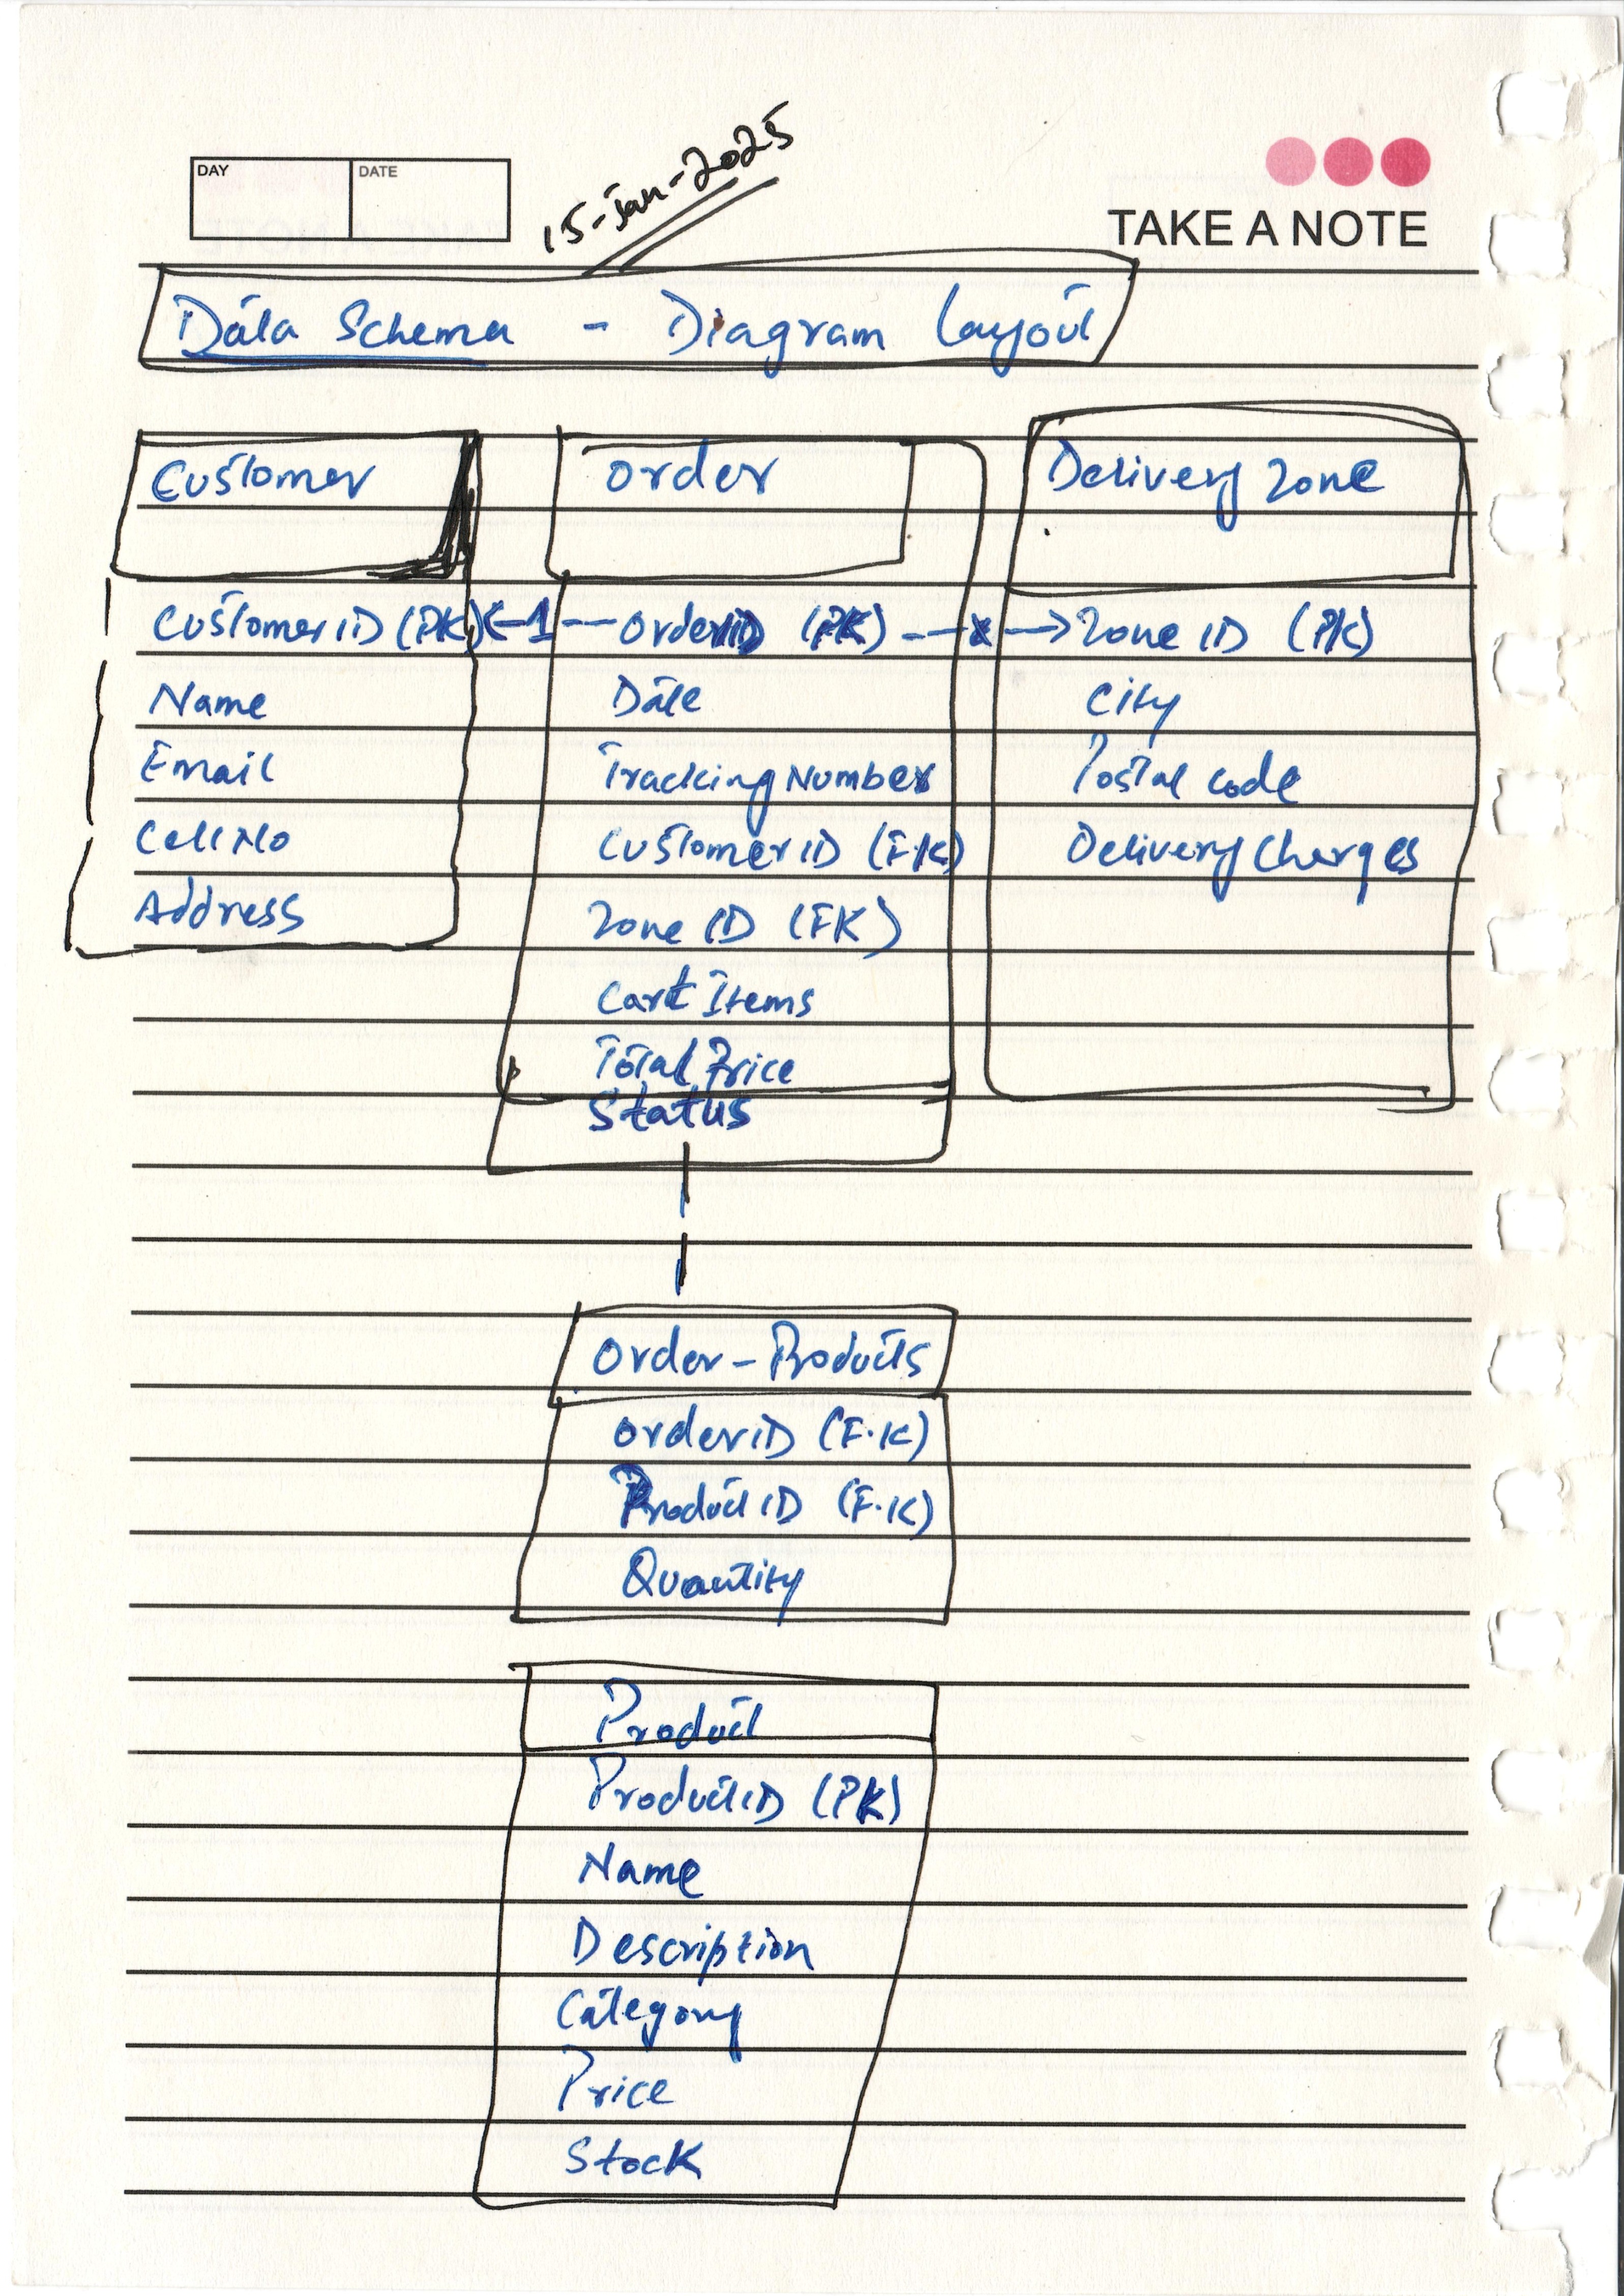 DAY DATE
15-Jan-2025
TAKE A NOTE
Data Schema - Diagram Layout
Customer
CustomerID (PK)
Name
Email
Cell No
Address
<-1--
Order
OrderID (PK)
Date
Tracking Number
CustomerID (F.K)
Zone ID (FK)
Cart Items
Total Price
Status
--x-->
Delivery Zone
Zone ID (PK)
City
Postal code
Delivery Charges
Order-Products
OrderID (F.K)
ProductID (F.K)
Quantity
Product
ProductID (PK)
Name
Description
Category
Price
Stock